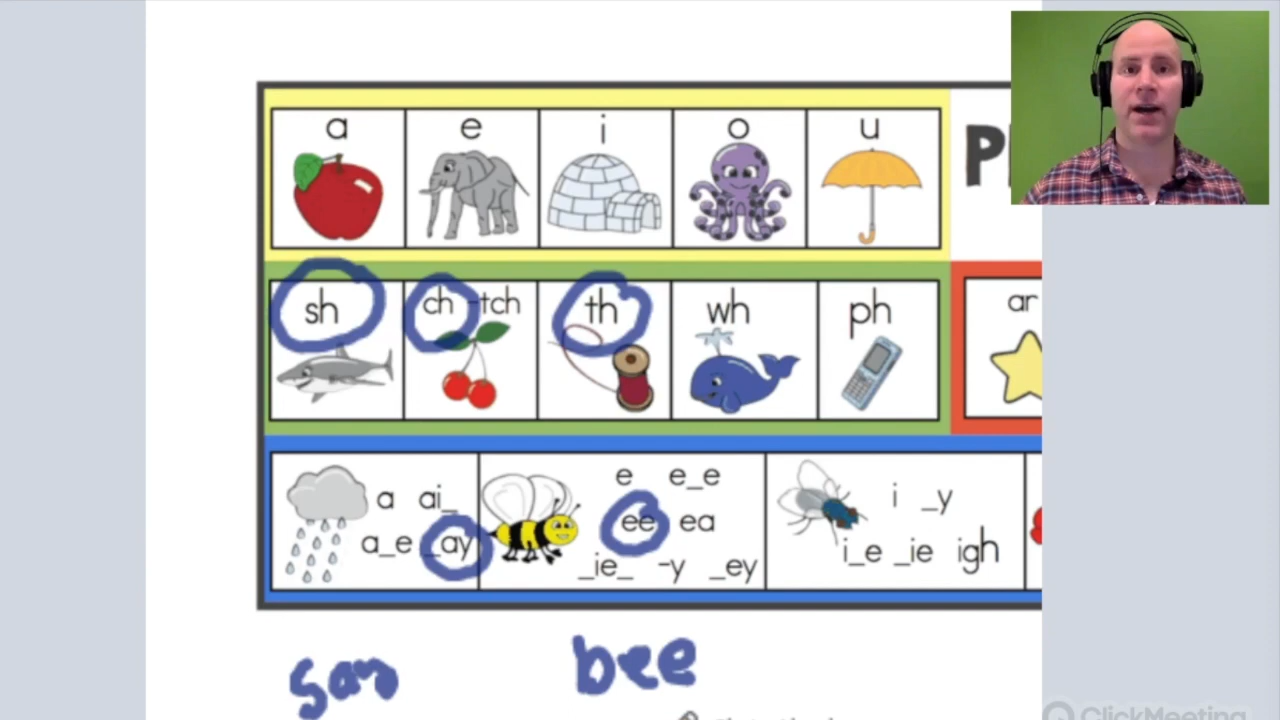 a e i o u
P
sh ch -tch th wh ph ar
a ai_ e e_e i _y
a_e _ay ee ea i_e _ie igh
_ie_ -y _ey
say bee
ClickMeeting